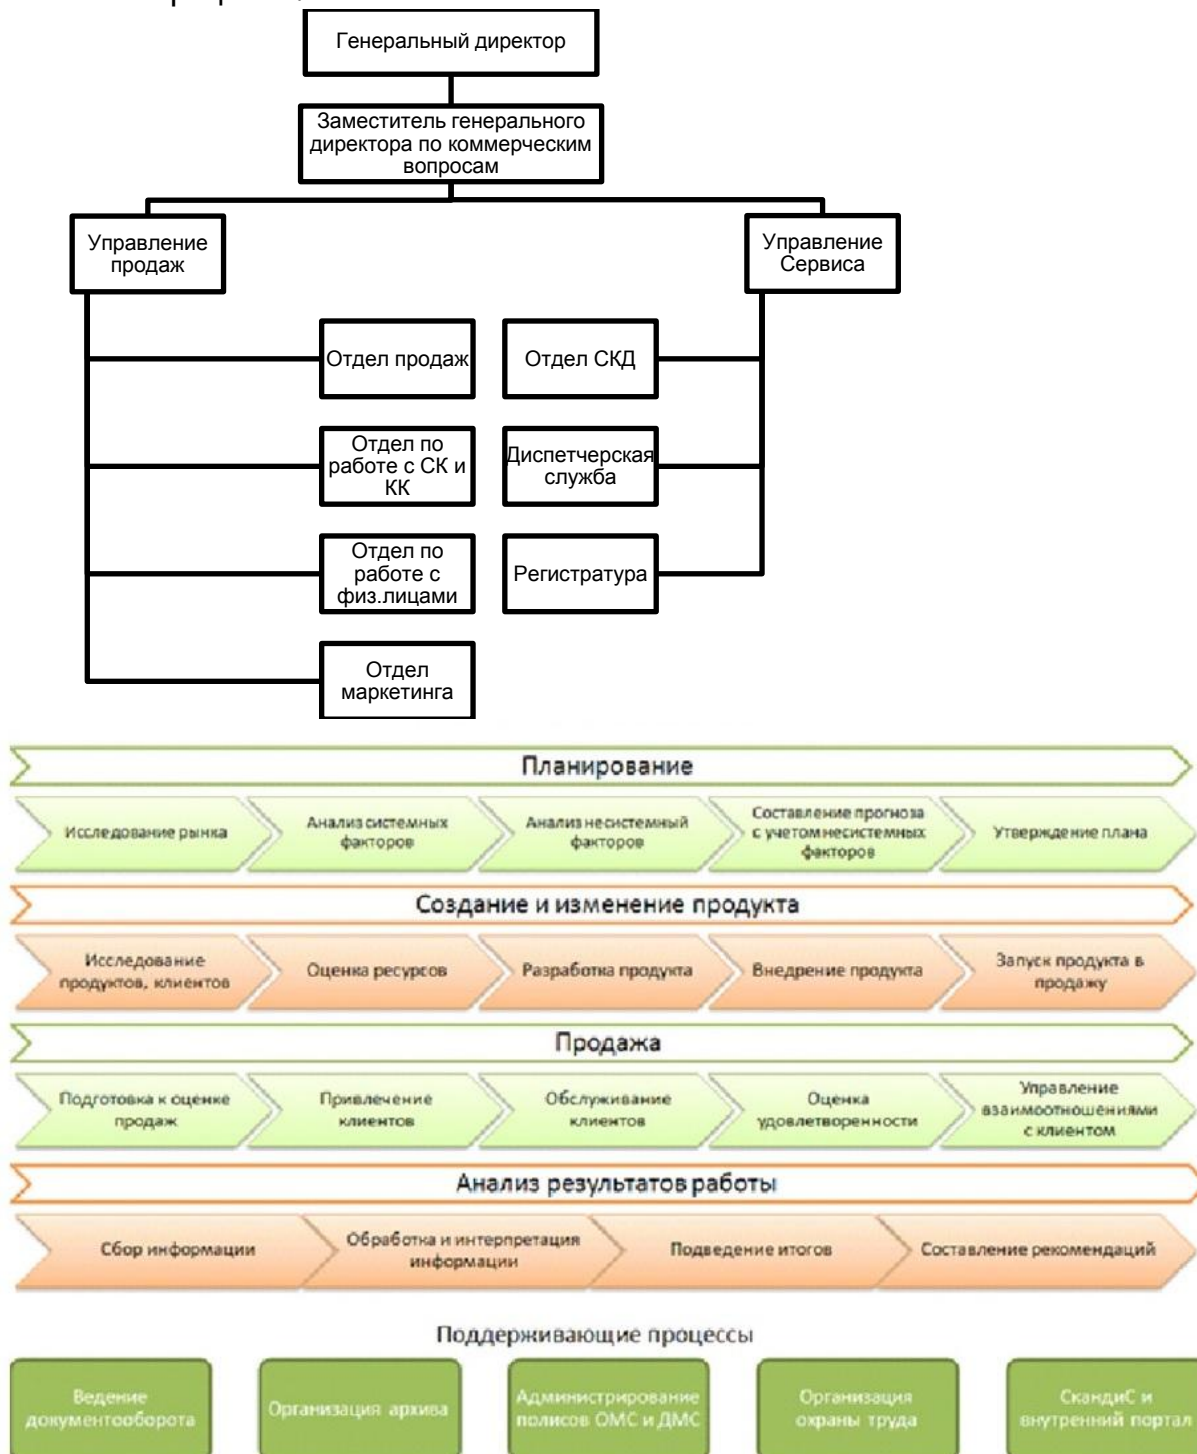 Генеральный директор
Заместитель генерального
директора по коммерческим
вопросам
Управление
продаж
Управление
Сервиса
Отдел продаж
Отдел СКД
Отдел по
работе с СК и
КК
Диспетчерская
служба
Отдел по
работе с
физ.лицами
Регистратура
Отдел
маркетинга
Планирование
Исследование рынка
Анализ системных
факторов
Анализ несистемный
факторов
Составление прогноза
с учетом несистемных
факторов
Утверждение плана
Создание и изменение продукта
Исследование
продуктов, клиентов
Оценка ресурсов
Разработка продукта
Внедрение продукта
Запуск продукта в
продажу
Продажа
Подготовка к оценке
продаж
Привлечение
клиентов
Обслуживание
клиентов
Оценка
удовлетворенности
Управление
взаимоотношениями
с клиентом
Анализ результатов работы
Сбор информации
Обработка и интерпретация
информации
Подведение итогов
Составление рекомендаций
Поддерживающие процессы
Ведение
документооборота
Организация архива
Администрирование
полисов ОМС и ДМС
Организация
охраны труда
СкандиС и
внутренний портал